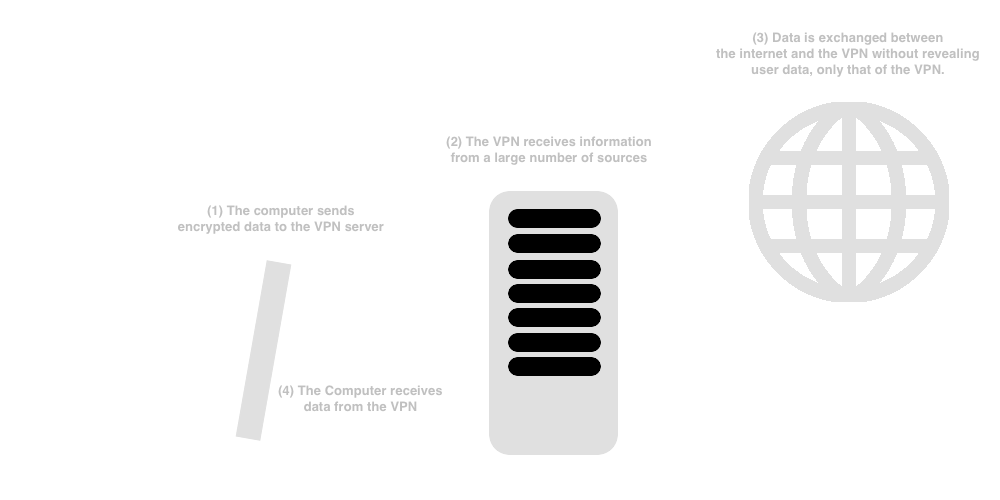 (3) Data is exchanged between
the internet and the VPN without revealing
user data, only that of the VPN.
(2) The VPN receives information
from a large number of sources
(1) The computer sends
encrypted data to the VPN server
(4) The Computer receives
data from the VPN